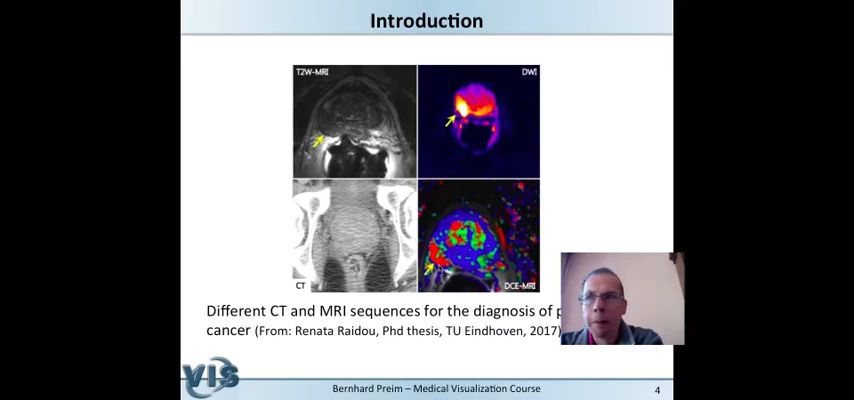 Introduction
T2W-MRI
DWI
CT
DCE-MRI
Different CT and MRI sequences for the diagnosis of
cancer (From: Renata Raidou, Phd thesis, TU Eindhoven, 2017)
VIS
Bernhard Preim – Medical Visualization Course
4